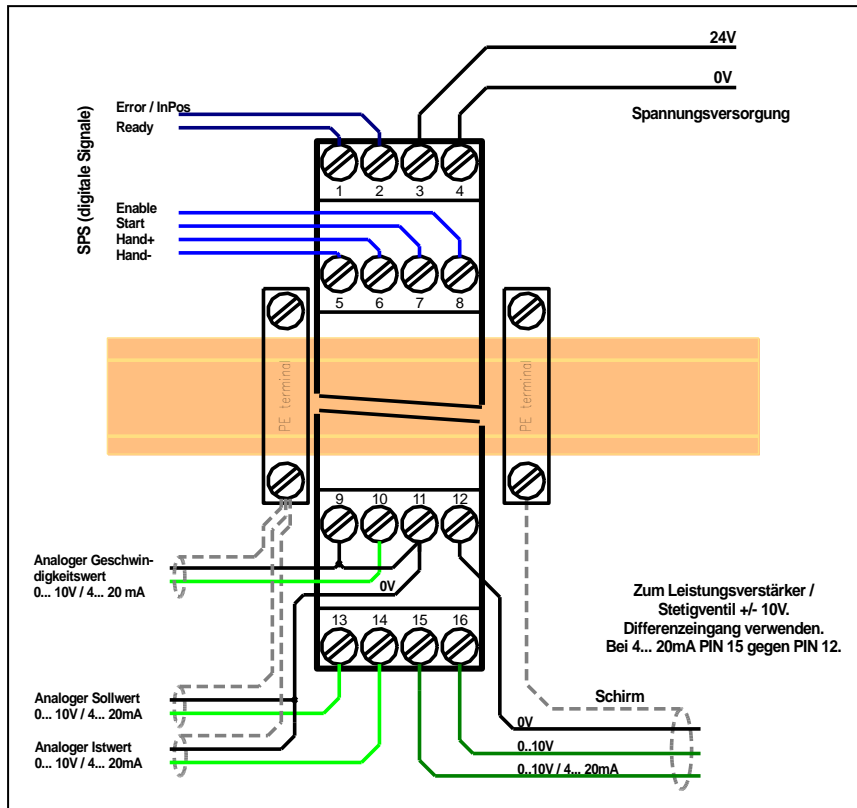 24V
0V
Spannungsversorgung
SPS (digitale Signale)
Error / InPos
Ready
1 2 3 4
Enable
Start
Hand+
Hand-
5 6 7 8
PE terminal
PE terminal
9 10 11 12
Analoger Geschwin-
digkeitswert
0... 10V / 4... 20 mA
0V
13 14 15 16
Zum Leistungsverstärker /
Stetigventil +/- 10V.
Differenzeingang verwenden.
Bei 4... 20mA PIN 15 gegen PIN 12.
Analoger Sollwert
0... 10V / 4... 20mA
Analoger Istwert
0... 10V / 4... 20mA
Schirm
0V
0..10V
0..10V / 4... 20mA